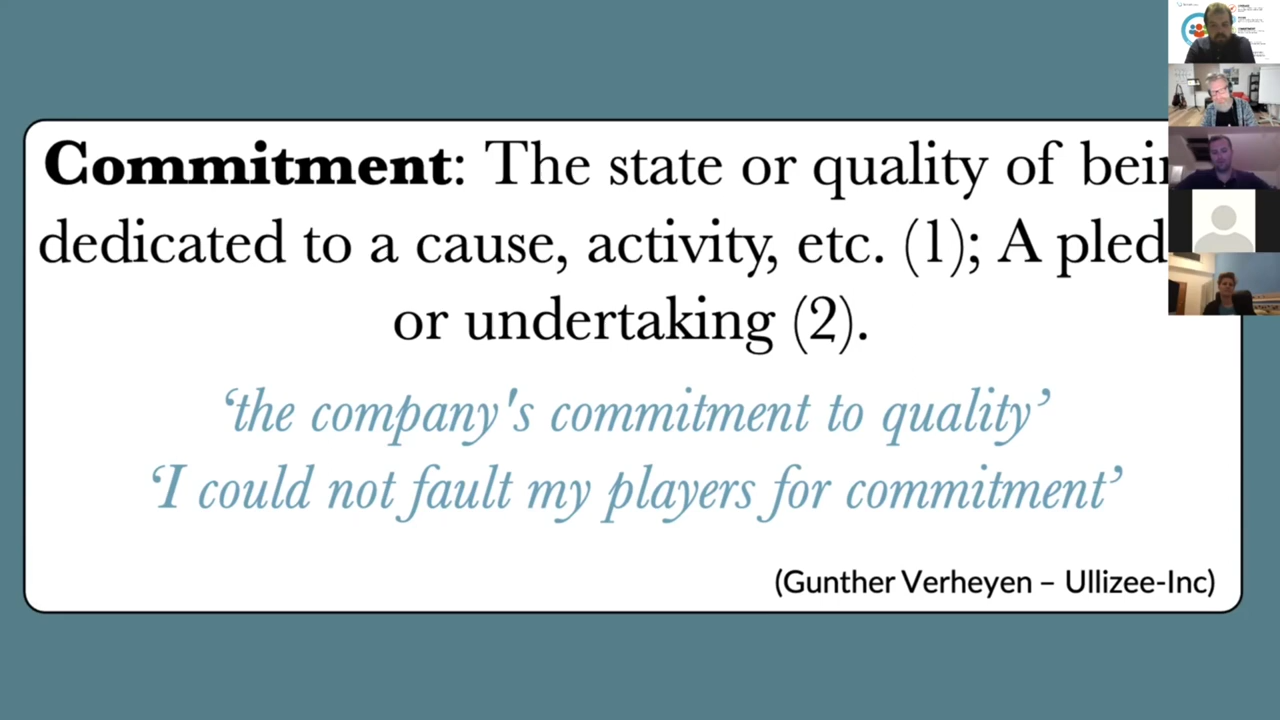 Commitment: The state or quality of bei
dedicated to a cause, activity, etc. (1); A pled
or undertaking (2).
‘the company's commitment to quality’
‘I could not fault my players for commitment’
(Gunther Verheyen – Ullizee-Inc)